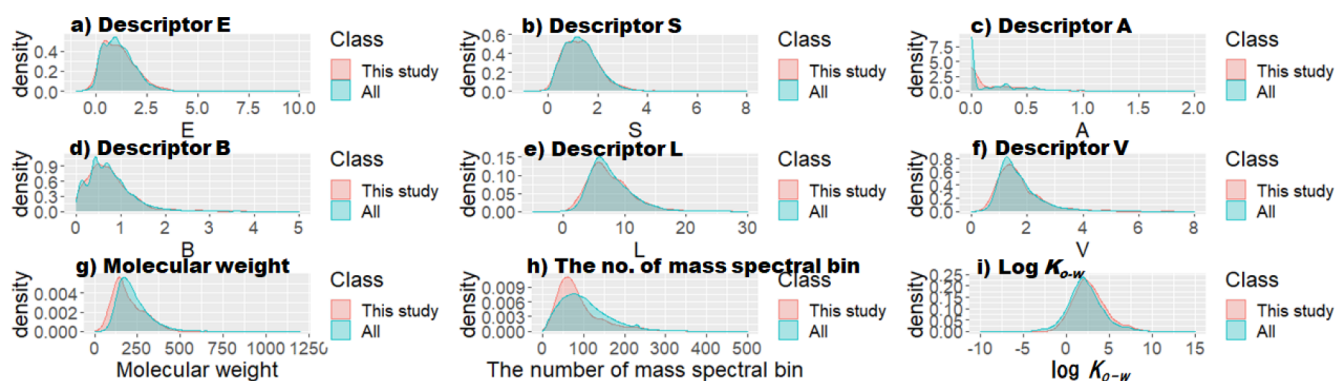 a) Descriptor E
density
0.4
0.2
0.0
0.0 2.5 5.0 7.5 10.0
E
Class
This study
All
b) Descriptor S
density
0.6
0.4
0.2
0.0
0 2 4 6 8
S
Class
This study
All
c) Descriptor A
density
7.5
5.0
2.5
0.0
0.0 0.5 1.0 1.5 2.0
A
Class
This study
All
d) Descriptor B
density
0.9
0.6
0.3
0.0
0 1 2 3 4 5
B
Class
This study
All
e) Descriptor L
density
0.15
0.10
0.05
0.00
0 10 20 30
L
Class
This study
All
f) Descriptor V
density
0.8
0.6
0.4
0.2
0.0
0 2 4 6 8
V
Class
This study
All
g) Molecular weight
density
0.004
0.002
0.000
0 250 500 750 1000 1250
Molecular weight
Class
This study
All
h) The no. of mass spectral bin
density
0.009
0.006
0.003
0.000
0 100 200 300 400 500
The number of mass spectral bin
Class
This study
All
i) Log K_{o-w}
density
0.25
0.20
0.15
0.10
0.05
0.00
-10 -5 0 5 10 15
log K_{o-w}
Class
This study
All